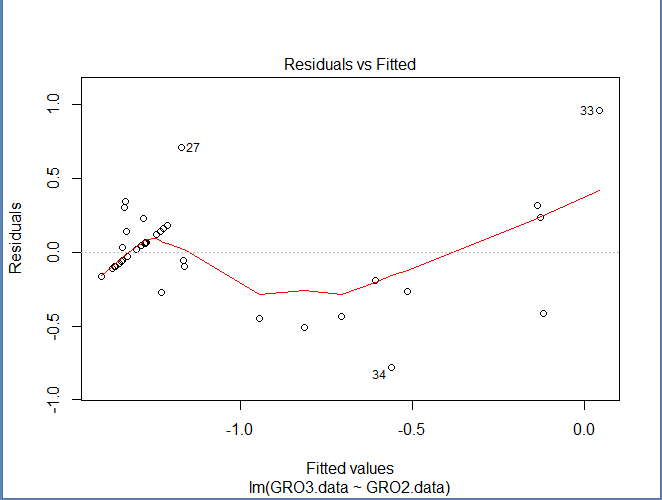 Residuals vs Fitted
1.0
0.5
0.0
-0.5
-1.0
Residuals
33
27
34
-1.0 -0.5 0.0
Fitted values
lm(GRO3.data ~ GRO2.data)